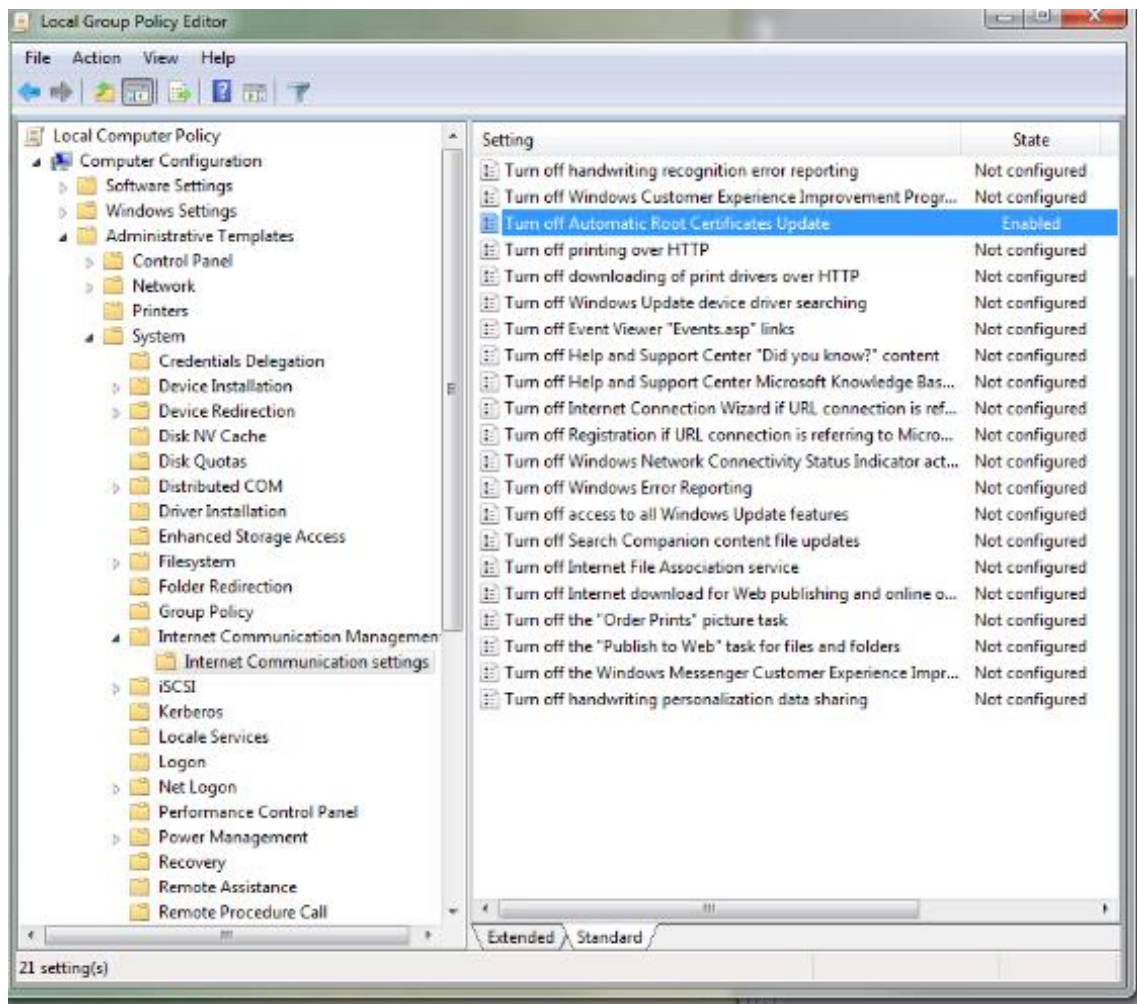 Local Group Policy Editor
File Action View Help
Local Computer Policy
Computer Configuration
Software Settings
Windows Settings
Administrative Templates
Control Panel
Network
Printers
System
Credentials Delegation
Device Installation
Device Redirection
Disk NV Cache
Disk Quotas
Distributed COM
Driver Installation
Enhanced Storage Access
Filesystem
Folder Redirection
Group Policy
Internet Communication Managemen
Internet Communication settings
iSCSI
Kerberos
Locale Services
Logon
Net Logon
Performance Control Panel
Power Management
Recovery
Remote Assistance
Remote Procedure Call
Setting State
Turn off handwriting recognition error reporting Not configured
Turn off Windows Customer Experience Improvement Progr... Not configured
Turn off Automatic Root Certificates Update Enabled
Turn off printing over HTTP Not configured
Turn off downloading of print drivers over HTTP Not configured
Turn off Windows Update device driver searching Not configured
Turn off Event Viewer "Events.asp" links Not configured
Turn off Help and Support Center "Did you know?" content Not configured
Turn off Help and Support Center Microsoft Knowledge Bas... Not configured
Turn off Internet Connection Wizard if URL connection is ref... Not configured
Turn off Registration if URL connection is referring to Micro... Not configured
Turn off Windows Network Connectivity Status Indicator act... Not configured
Turn off Windows Error Reporting Not configured
Turn off access to all Windows Update features Not configured
Turn off Search Companion content file updates Not configured
Turn off Internet File Association service Not configured
Turn off Internet download for Web publishing and online o... Not configured
Turn off the "Order Prints" picture task Not configured
Turn off the "Publish to Web" task for files and folders Not configured
Turn off the Windows Messenger Customer Experience Impr... Not configured
Turn off handwriting personalization data sharing Not configured
Extended Standard
21 setting(s)